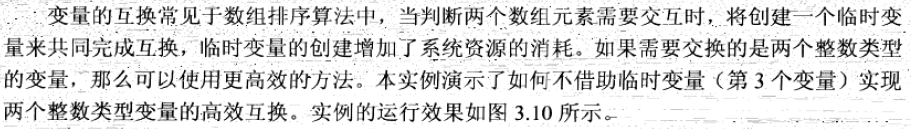 变量的互换常见于数组排序算法中，当判断两个数组元素需要交互时，将创建一个临时变
量来共同完成互换，临时变量的创建增加了系统资源的消耗。如果需要交换的是两个整数类型
的变量，那么可以使用更高效的方法。本实例演示了如何不借助临时变量（第 3 个变量）实现
两个整数类型变量的高效互换。实例的运行效果如图 3.10 所示。